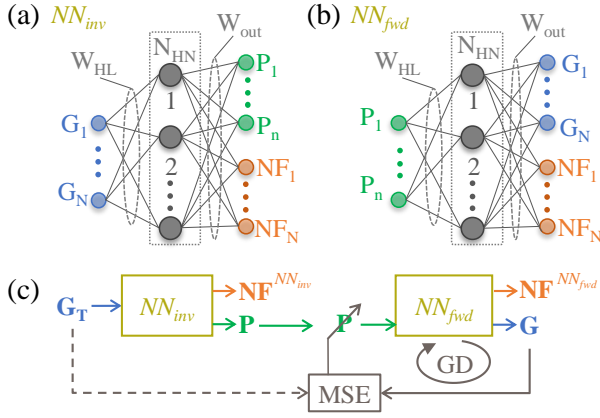 (a) NN_inv
W_HL
N_HN
W_out
G_1
G_N
1
2
P_1
P_n
NF_1
NF_N
(b) NN_fwd
W_HL
N_HN
W_out
P_1
P_n
1
2
G_1
G_N
NF_1
NF_N
(c)
G_T
NN_inv
NF^NN_inv
P
P
NN_fwd
NF^NN_fwd
G
GD
MSE